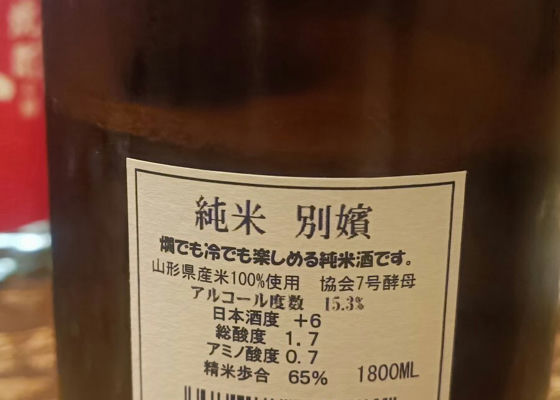 純米 別嬪
燗でも冷でも楽しめる純米酒です。
山形県産米100%使用 協会7号酵母
アルコール度数 15.3%
日本酒度 +6
総酸度 1.7
アミノ酸度 0.7
精米歩合 65% 1800ML